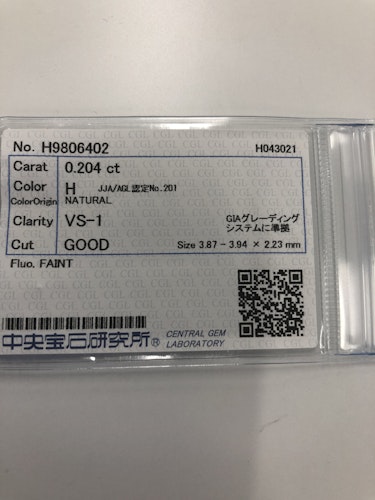 No. H9806402 H043021
Carat 0.204 ct
Color H JJA/AGL認定No.201
ColorOrigin NATURAL
Clarity VS-1 GIAグレーディング
システムに準拠
Cut GOOD Size 3.87 - 3.94 × 2.23 mm
Fluo. FAINT
中央宝石研究所® CENTRAL GEM
LABORATORY